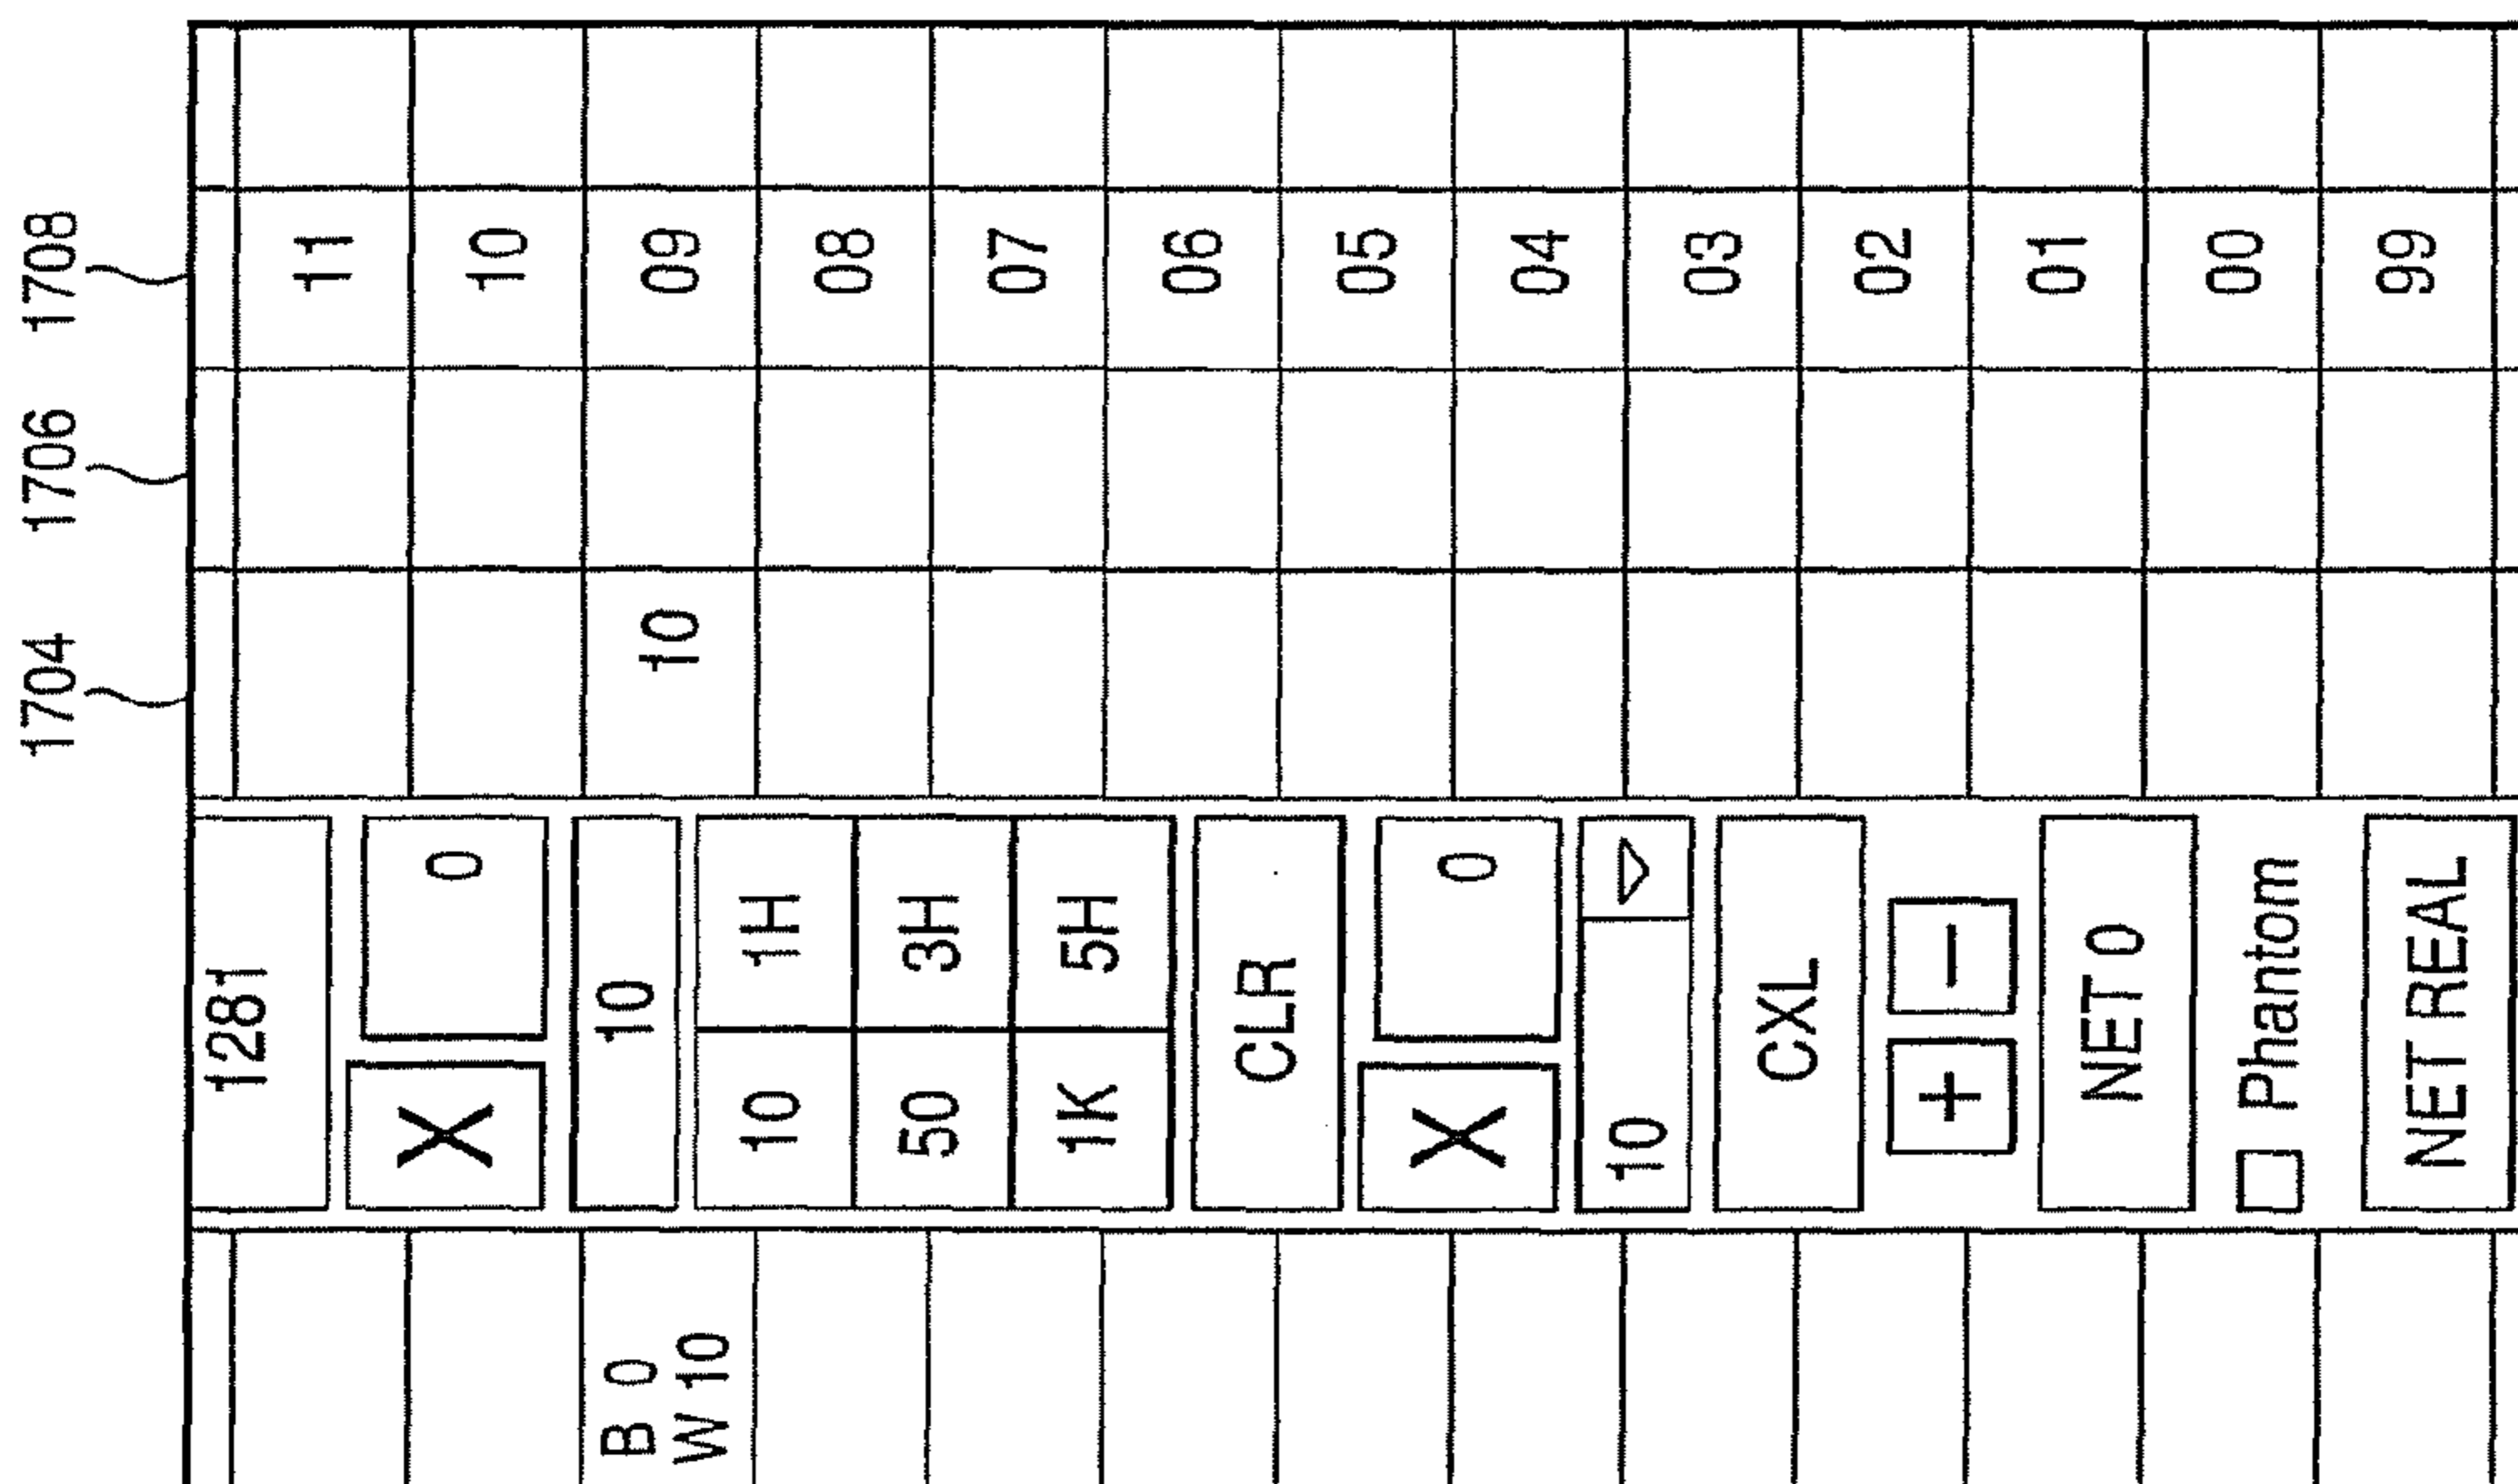 1704 1706 1708
1281
11
X 0
10
B 0 10
10 09
W 10
10 1H
08
50 3H
07
1K 5H
06
CLR
05
X 0
04
10
03
CXL
02
+ −
01
NET 0
00
Phantom
99
NET REAL